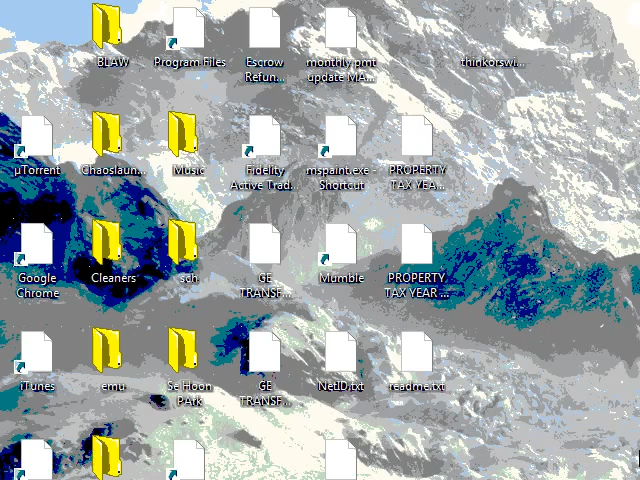 BLAW
Program Files
Escrow
Refun...
monthly pmt
update MA...
thinkorswi...
µTorrent
Chaoslaun...
Music
Fidelity
Active Trad...
mspaint.exe -
Shortcut
PROPERTY
TAX YEA...
Google
Chrome
Cleaners
sch
GE
TRANSF...
Mumble
PROPERTY
TAX YEAR ...
iTunes
emu
Se Hoon
PArk
GE
TRANSF...
NetID.txt
readme.txt